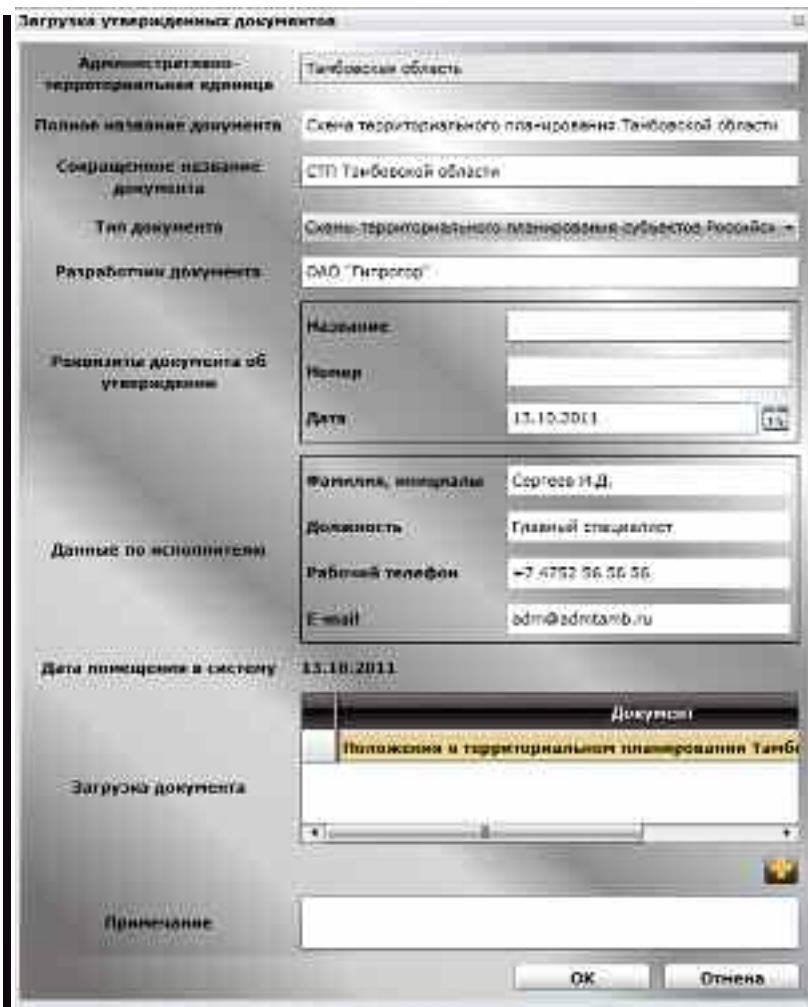 Загрузка утвержденных документов
Административно-
территориальная единица
Тамбовская область
Полное название документа
Схема территориального планирования Тамбовской области
Сокращенное название
документа
СТП Тамбовской области
Тип документа
Схемы территориального планирования субъектов Российск
Разработчик документа
ОАО "Гипрогор"
Реквизиты документа об
утверждении
Название
Номер
Дата
13.10.2011
Данные по исполнителю
Фамилия, инициалы
Сергеев И.Д.
Должность
Главный специалист
Рабочий телефон
+7 4752 56 56 56
E-mail
adm@admtamb.ru
Дата помещения в систему
13.10.2011
Загрузка документа
Документ
Положения о территориальном планировании Тамбо
Примечание
OK
Отмена